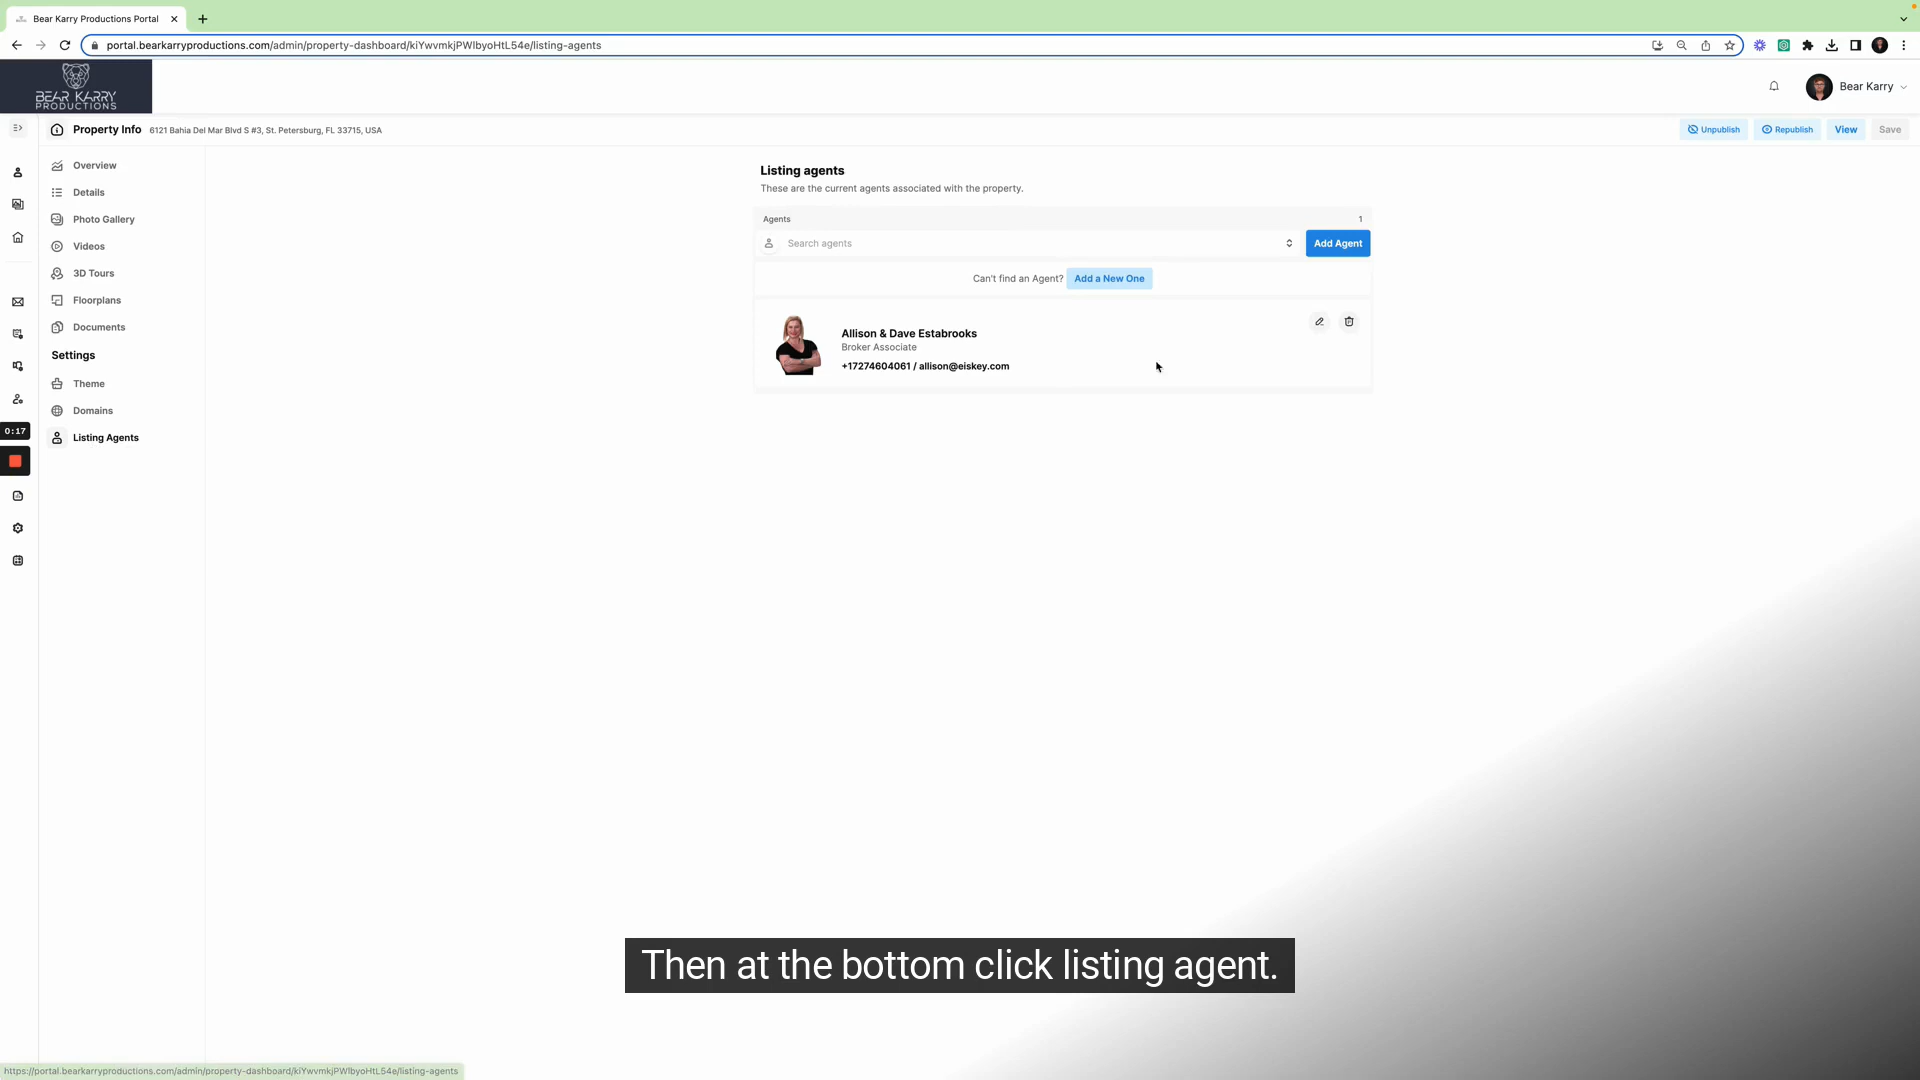 Bear Karry Productions Portal
portal.bearkarryproductions.com/admin/property-dashboard/kiYwvmkjPWlbyoHtL54e/listing-agents
BEAR KARRY
PRODUCTIONS
Bear Karry
Property Info 6121 Bahia Del Mar Blvd S #3, St. Petersburg, FL 33715, USA
Unpublish Republish View Save
Overview
Details
Photo Gallery
Videos
3D Tours
Floorplans
Documents
Settings
Theme
Domains
Listing Agents
0:17
Listing agents
These are the current agents associated with the property.
Agents 1
Search agents Add Agent
Can't find an Agent? Add a New One
Allison & Dave Estabrooks
Broker Associate
+17274604061 / allison@eiskey.com
Then at the bottom click listing agent.
https://portal.bearkarryproductions.com/admin/property-dashboard/kiYwvmkjPWlbyoHtL54e/listing-agents